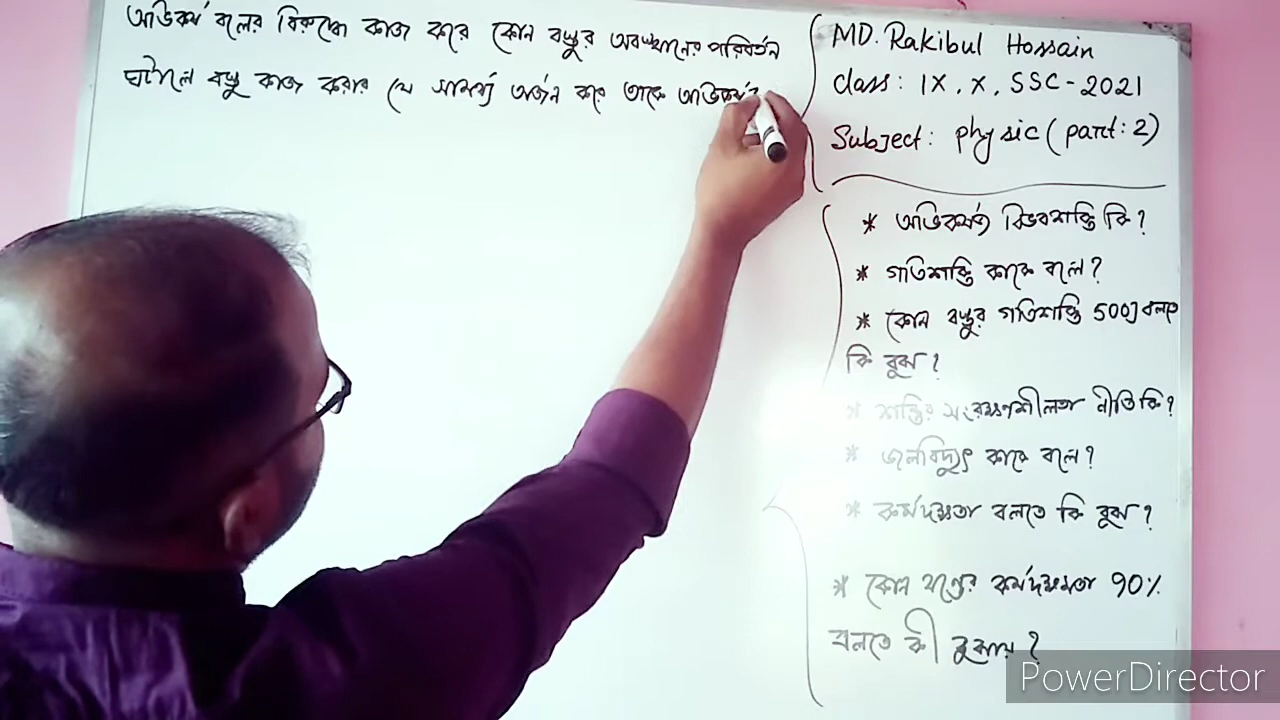 অভিকর্ষ বলের বিরুদ্ধে কাজ করে কোন বস্তুর অবস্থানের পরিবর্তন
ঘটালে বস্তু কাজ করার যে সামর্থ্য অর্জন করে তাকে
MD. Rakibul Hossain
class: IX, X, SSC-2021
Subject: physic (part: 2)
* অভিকর্ষজ বিভবশক্তি কি?
* গতিশক্তি কাকে বলে?
* কোন বস্তুর গতিশক্তি 500J বলতে
কি বুঝ?
* শক্তির সংরক্ষণশীলতা নীতি কি?
* জলবিদ্যুৎ কাকে বলে?
* কর্মদক্ষতা বলতে কি বুঝ?
* কোন যন্ত্রের কর্মদক্ষতা 90%
বলতে কী বুঝায়?
PowerDirector